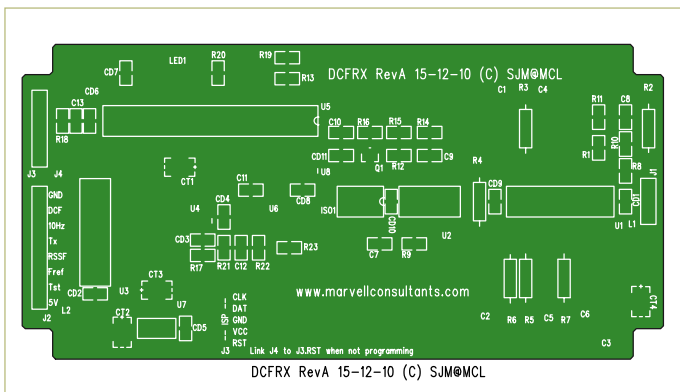 LED1
R20
R19
CD7
R13
DCFRX RevA 15-12-10 (C) SJM@MCL
CD6
C1
R3
C4
R2
C13
U5
R11
C8
R18
C10
R16
R15
R14
R10
CD11
Q1
R12
C9
R1
J3
J4
CT1
U8
R4
R8
J1
C11
CD8
CD9
CD1
GND
DCF
10Hz
Tx
RSSF
Fref
Tst
5V
U4
CD4
U6
ISO1
CD10
U2
U1
L1
CD3
R17
R21
C12
R22
R23
C7
R9
CT3
CD2
U3
U7
www.marvellconsultants.com
CT4
J2
L2
CT2
CD5
ISP
CLK
DAT
GND
VCC
RST
J3
C2
R6
R5
C5
R7
C6
C3
Link J4 to J3.RST when not programming
DCFRX RevA 15-12-10 (C) SJM@MCL